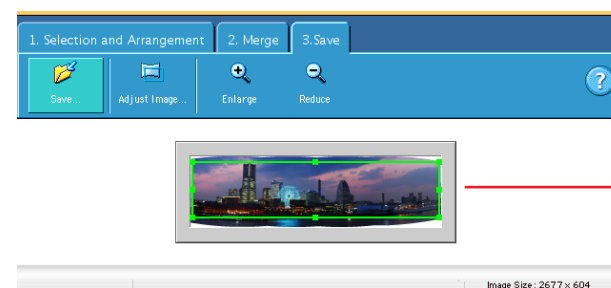 1. Selection and Arrangement 2. Merge 3.Save
Save... Adjust Image... Enlarge Reduce
?
Image Size : 2677 x 604